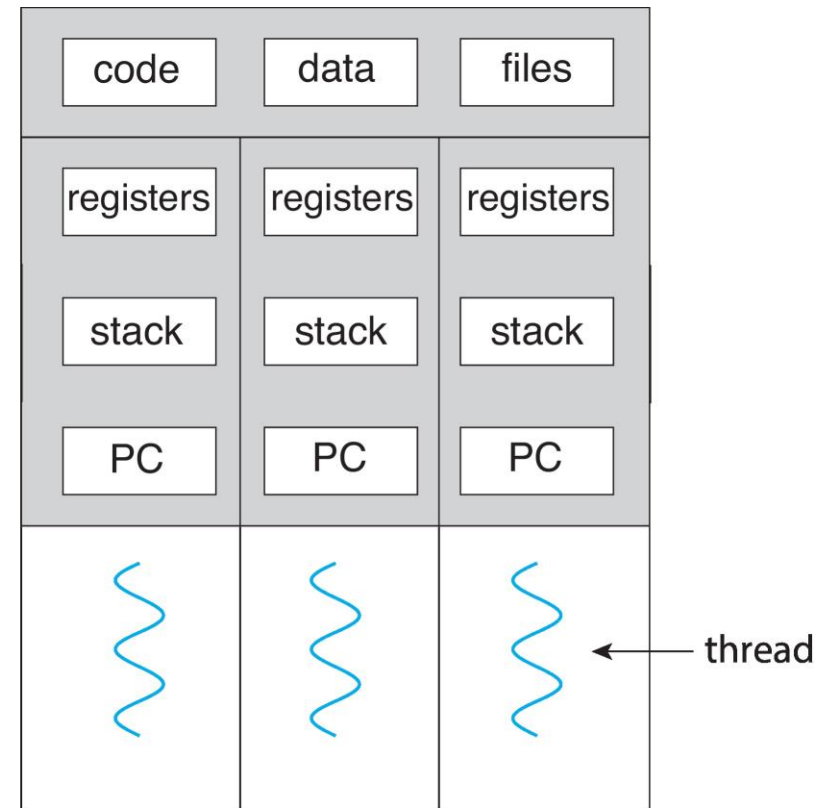 code data files
registers registers registers
stack stack stack
PC PC PC
thread